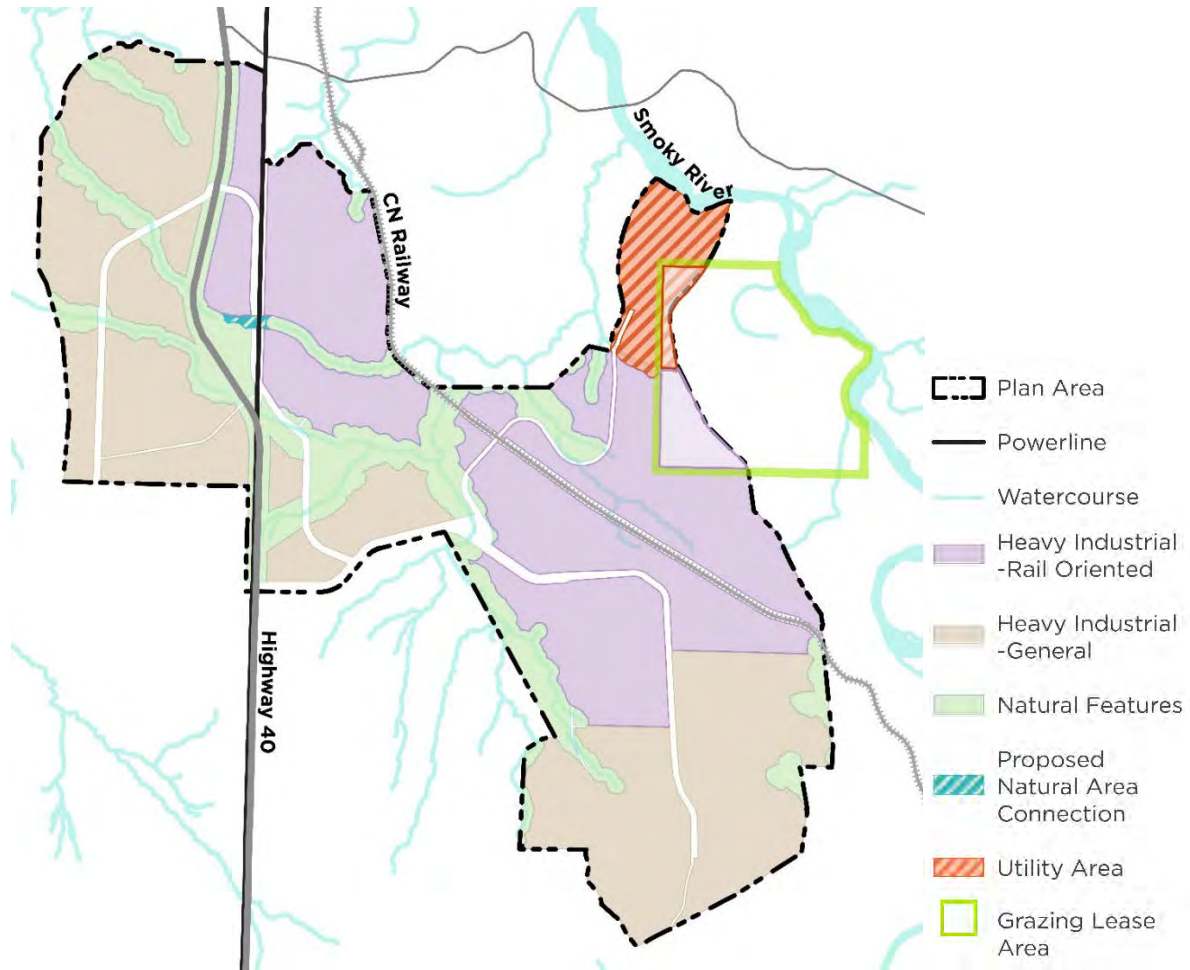 Smoky River
CN Railway
Highway 40
Plan Area
Powerline
Watercourse
Heavy Industrial
-Rail Oriented
Heavy Industrial
-General
Natural Features
Proposed
Natural Area
Connection
Utility Area
Grazing Lease
Area